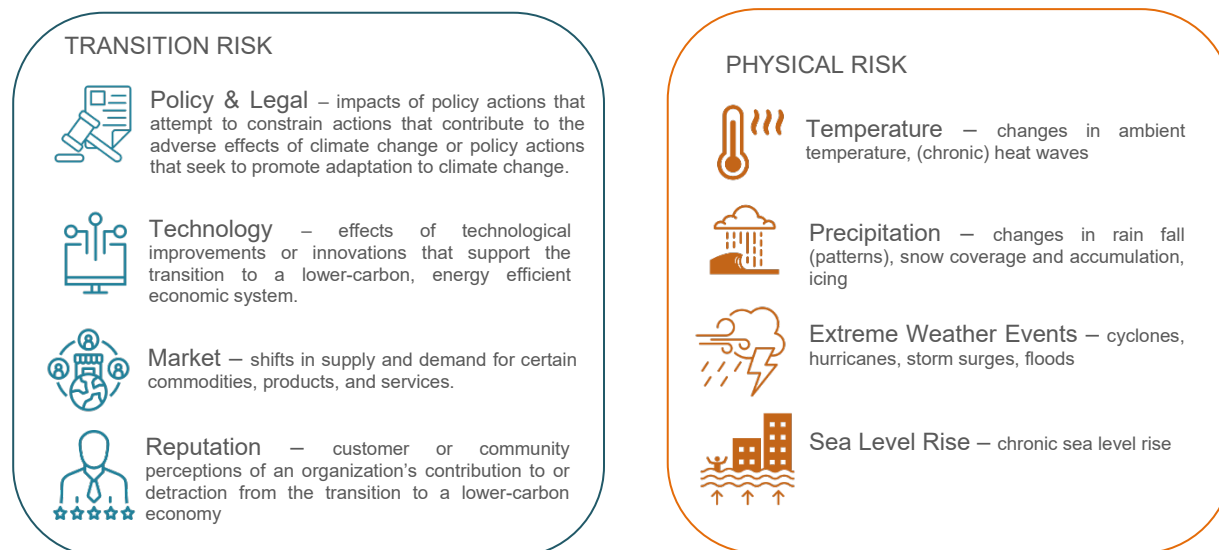 TRANSITION RISK
Policy & Legal – impacts of policy actions that
attempt to constrain actions that contribute to the
adverse effects of climate change or policy actions
that seek to promote adaptation to climate change.
Technology – effects of technological
improvements or innovations that support the
transition to a lower-carbon, energy efficient
economic system.
Market – shifts in supply and demand for certain
commodities, products, and services.
Reputation – customer or community
perceptions of an organization's contribution to or
detraction from the transition to a lower-carbon
economy
PHYSICAL RISK
Temperature – changes in ambient
temperature, (chronic) heat waves
Precipitation – changes in rain fall
(patterns), snow coverage and accumulation,
icing
Extreme Weather Events – cyclones,
hurricanes, storm surges, floods
Sea Level Rise – chronic sea level rise